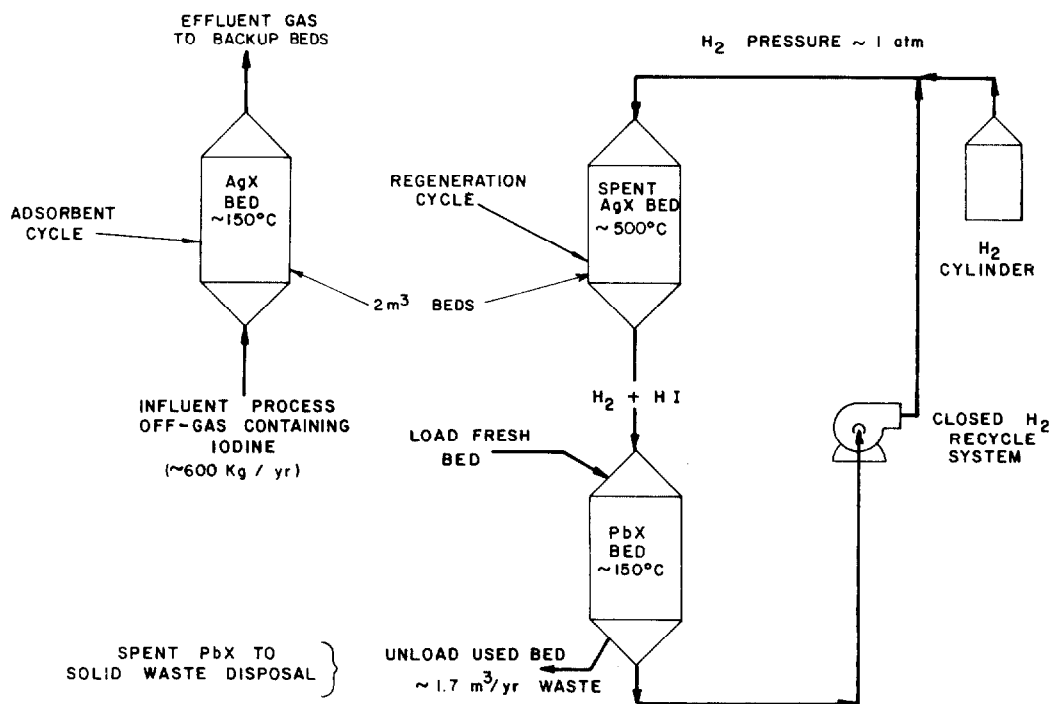 EFFLUENT GAS
TO BACKUP BEDS
H2 PRESSURE ~ 1 atm
AgX
BED
~150°C
ADSORBENT
CYCLE
REGENERATION
CYCLE
SPENT
AgX BED
~ 500°C
H2
CYLINDER
2m3 BEDS
INFLUENT PROCESS
OFF-GAS CONTAINING
IODINE
(~600 Kg / yr)
H2 + HI
LOAD FRESH
BED
CLOSED H2
RECYCLE
SYSTEM
PbX
BED
~150°C
SPENT PbX TO
SOLID WASTE DISPOSAL
UNLOAD USED BED
~ 1.7 m3/yr WASTE